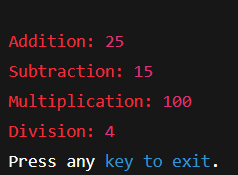 Addition: 25
Subtraction: 15
Multiplication: 100
Division: 4
Press any key to exit.